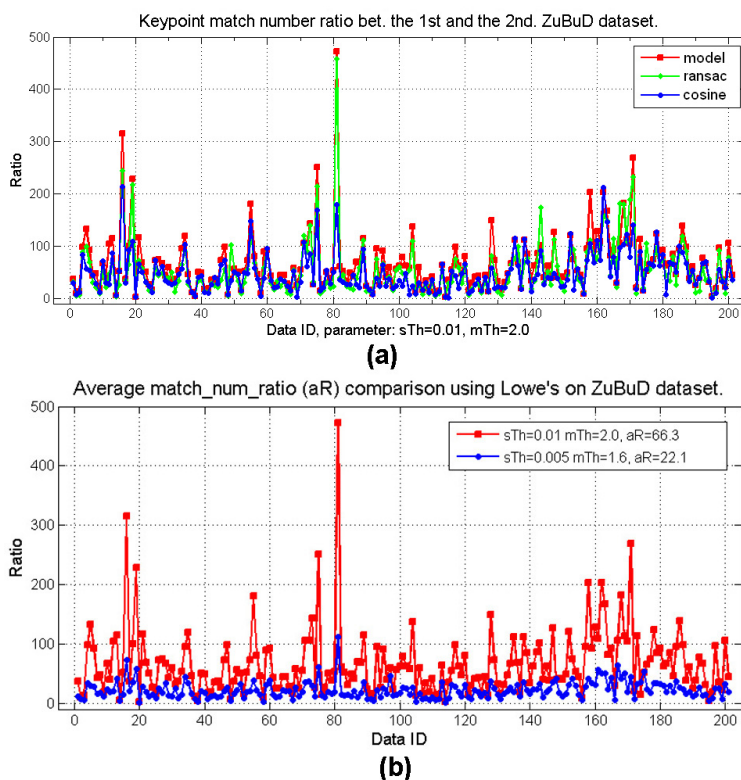 Keypoint match number ratio bet. the 1st and the 2nd. ZuBuD dataset.
500
400
300
200
100
0
Ratio
model
ransac
cosine
0 20 40 60 80 100 120 140 160 180 200
Data ID, parameter: sTh=0.01, mTh=2.0
(a)
Average match_num_ratio (aR) comparison using Lowe's on ZuBuD dataset.
500
400
300
200
100
0
Ratio
sTh=0.01 mTh=2.0, aR=66.3
sTh=0.005 mTh=1.6, aR=22.1
0 20 40 60 80 100 120 140 160 180 200
Data ID
(b)